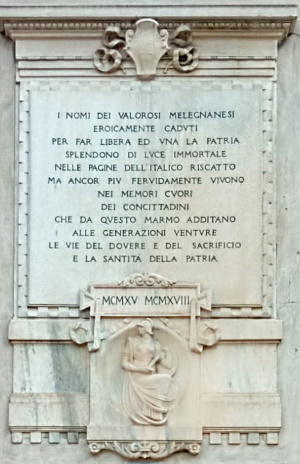 I NOMI DEI VALOROSI MELEGNANESI
EROICAMENTE CADVTI
PER FAR LIBERA ED VNA LA PATRIA
SPLENDONO DI LVCE IMMORTALE
NELLE PAGINE DELL'ITALICO RISCATTO
MA ANCOR PIV FERVIDAMENTE VIVONO
NEI MEMORI CVORI
DEI CONCITTADINI
CHE DA QVESTO MARMO ADDITANO
ALLE GENERAZIONI VENTVRE
LE VIE DEL DOVERE E DEL SACRIFICIO
E LA SANTITÀ DELLA PATRIA
MCMXV MCMXVIII